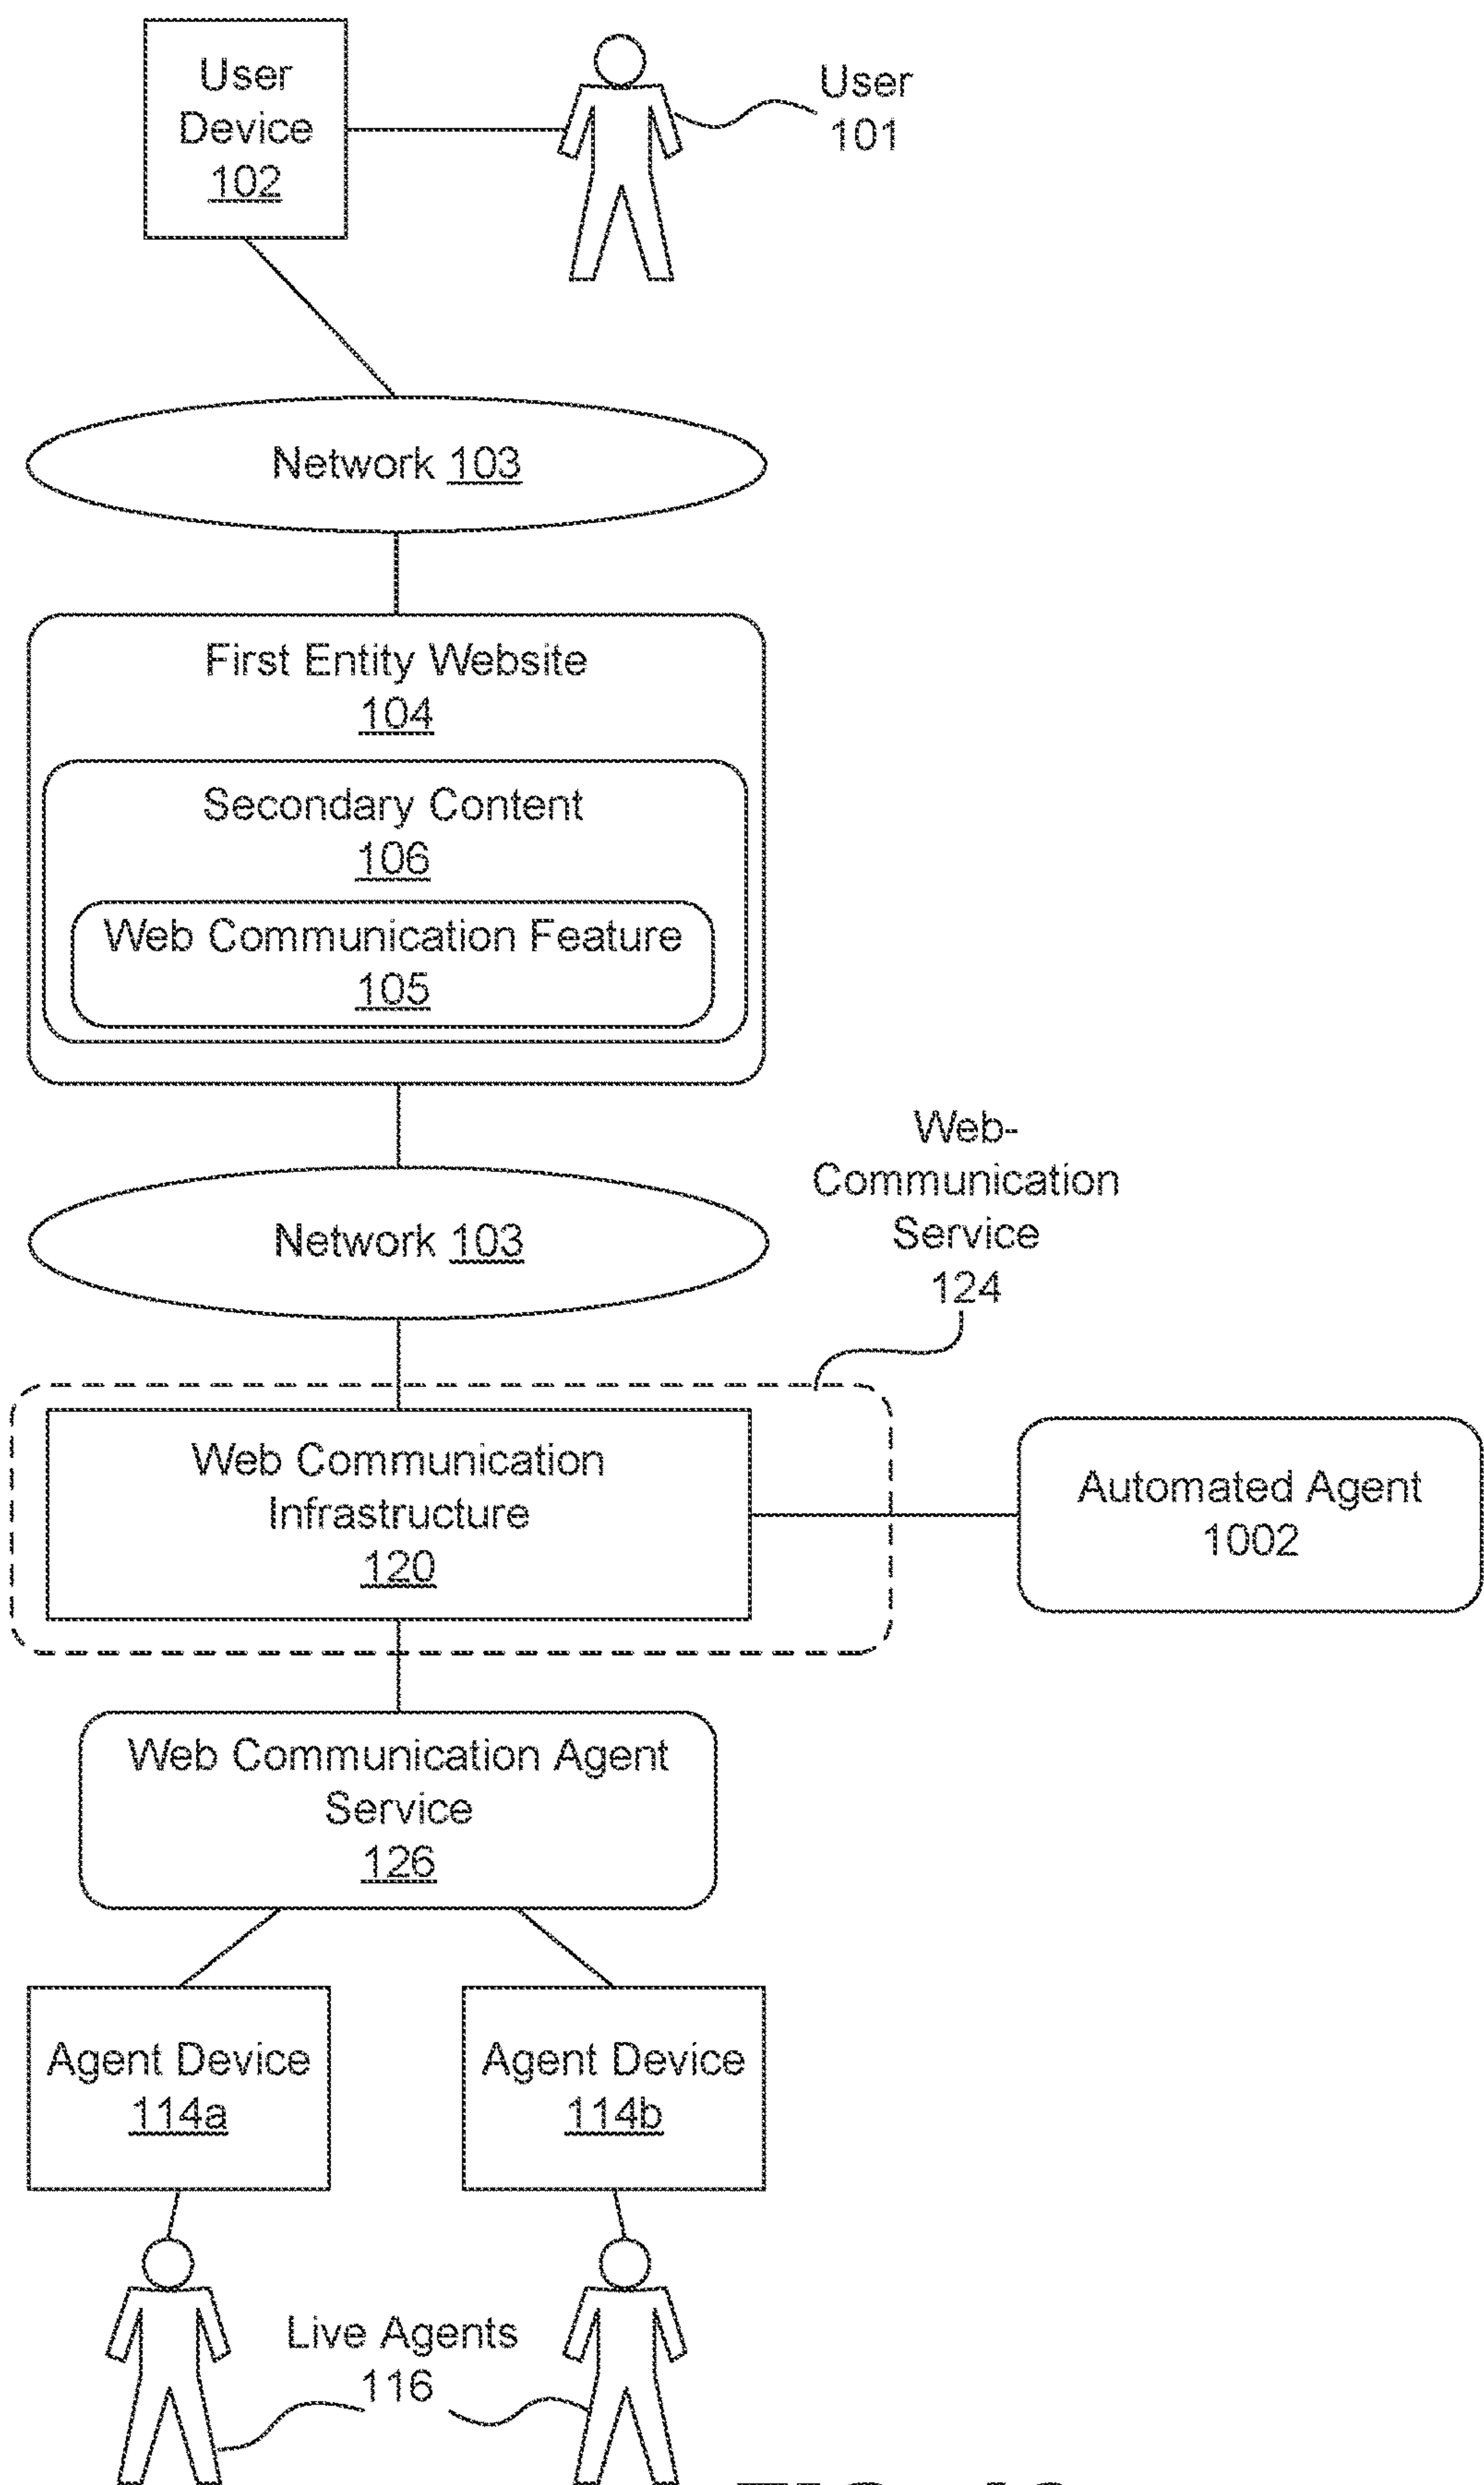 User
Device
102
User
101
Network 103
First Entity Website
104
Secondary Content
106
Web Communication Feature
105
Web-
Communication
Service
124
Network 103
Web Communication
Infrastructure
120
Automated Agent
1002
Web Communication Agent
Service
126
Agent Device
114a
Agent Device
114b
Live Agents
116